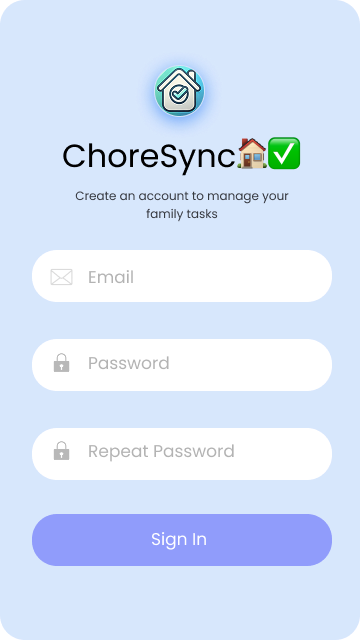 ChoreSync🏠✅
Create an account to manage your
family tasks
Email
Password
Repeat Password
Sign In